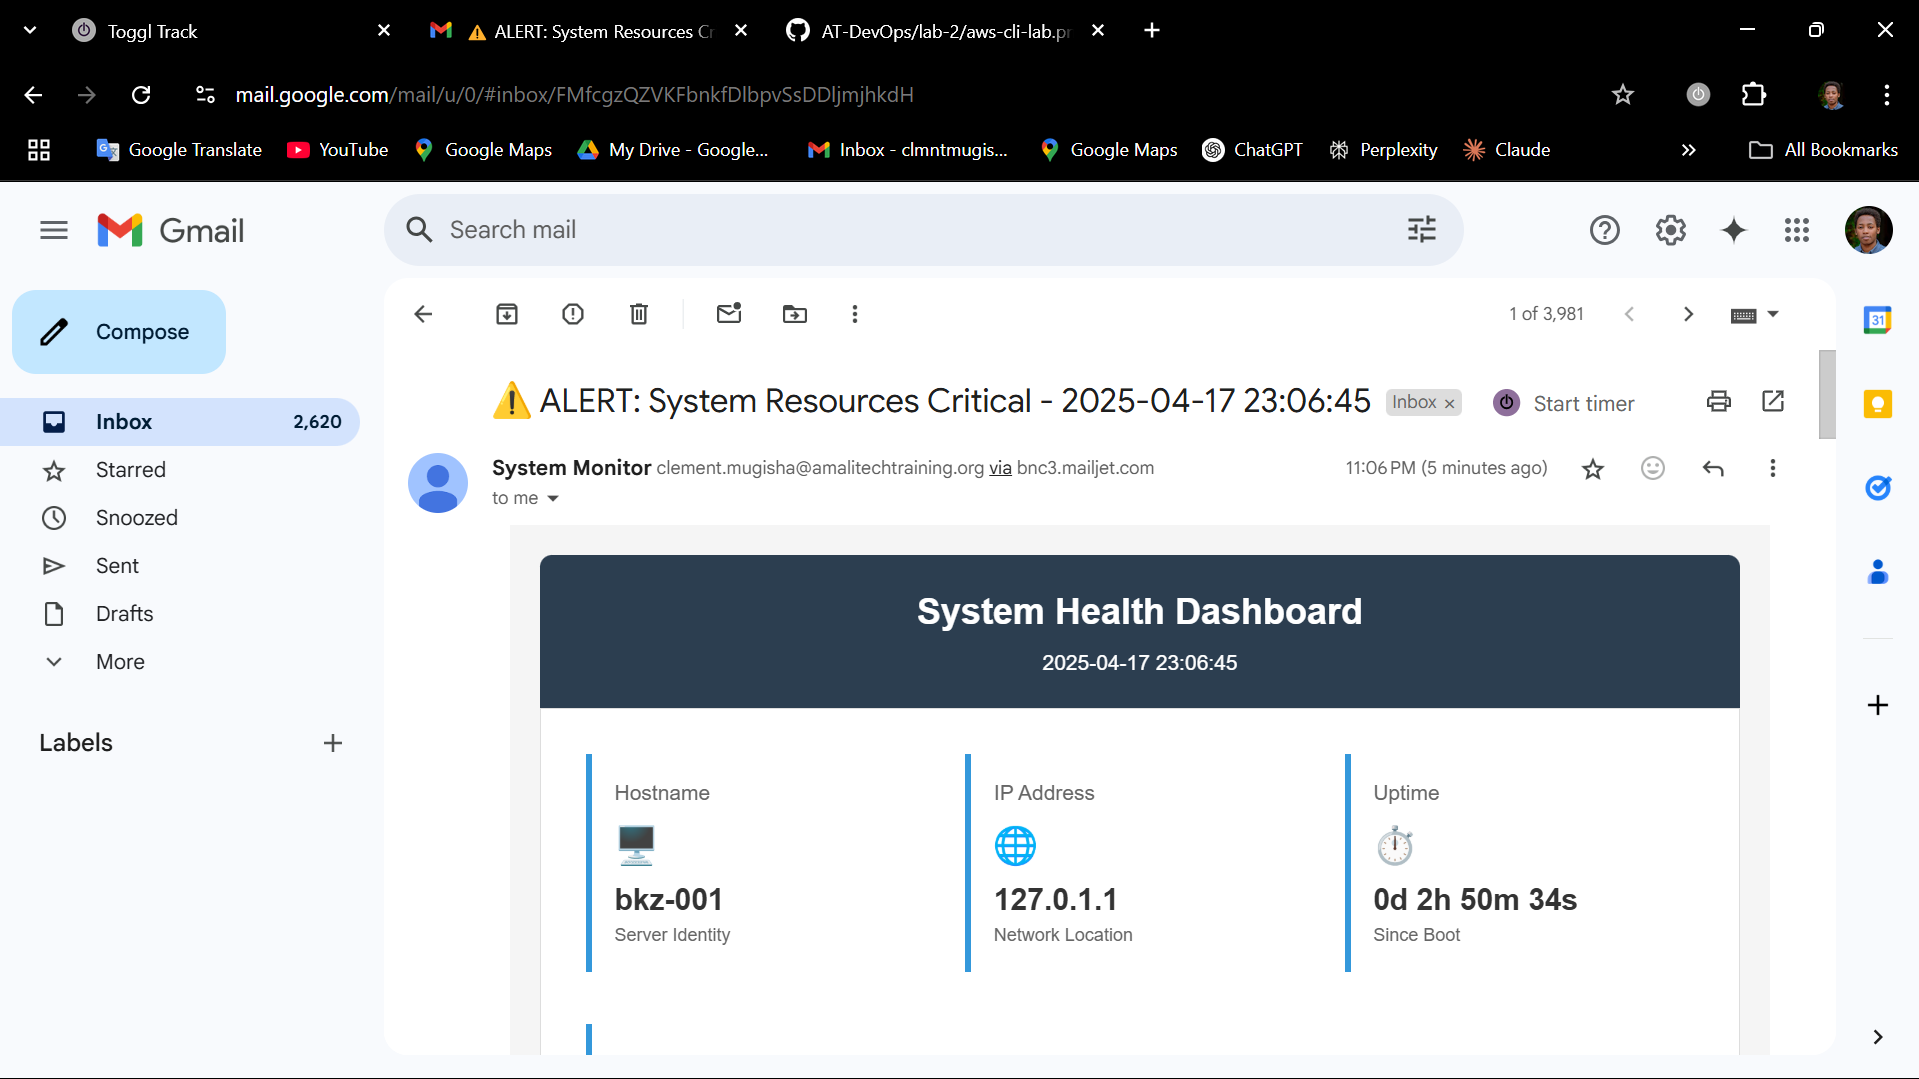 Toggl Track
ALERT: System Resources Cr
AT-DevOps/lab-2/aws-cli-lab.pr
mail.google.com/mail/u/0/#inbox/FMfcgzQZVKFbnkfDlbpvSsDDljmjhkdH
Google Translate
YouTube
Google Maps
My Drive - Google...
Inbox - clmntmugis...
Google Maps
ChatGPT
Perplexity
Claude
All Bookmarks
Gmail
Search mail
Compose
1 of 3,981
31
ALERT: System Resources Critical - 2025-04-17 23:06:45
Inbox ×
Start timer
Inbox 2,620
Starred
Snoozed
Sent
Drafts
More
Labels
System Monitor clement.mugisha@amalitechtraining.org via bnc3.mailjet.com
11:06 PM (5 minutes ago)
to me
System Health Dashboard
2025-04-17 23:06:45
Hostname
bkz-001
Server Identity
IP Address
127.0.1.1
Network Location
Uptime
0d 2h 50m 34s
Since Boot